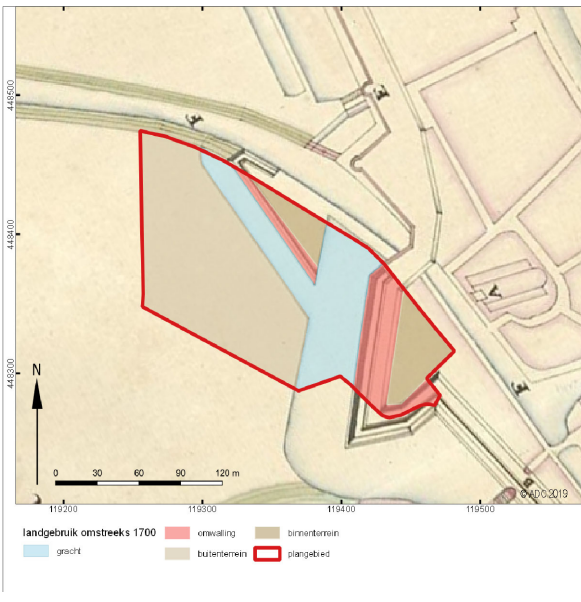 448500
448400
448300
N
0 30 60 90 120 m
© ADC 2019
119200 119300 119400 119500
landgebruik omstreeks 1700
omwalling
binnenterrein
gracht
buitenterrein
plangebied
A